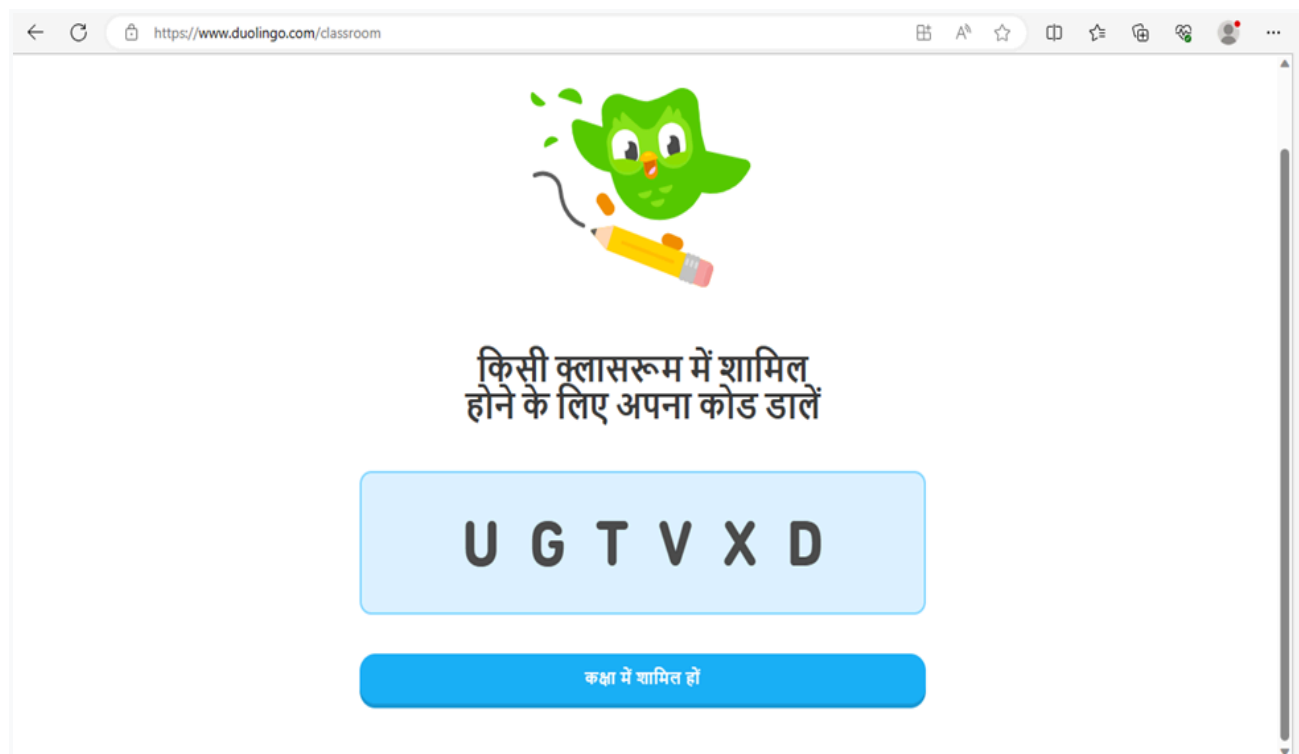 https://www.duolingo.com/classroom
किसी क्लासरूम में शामिल
होने के लिए अपना कोड डालें
U G T V X D
कक्षा में शामिल हों